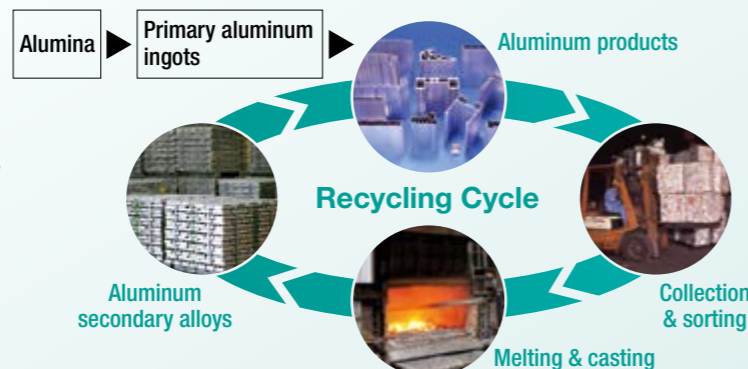 Alumina
Primary aluminum
ingots
Aluminum products
Recycling Cycle
Aluminum
secondary alloys
Collection
& sorting
Melting & casting